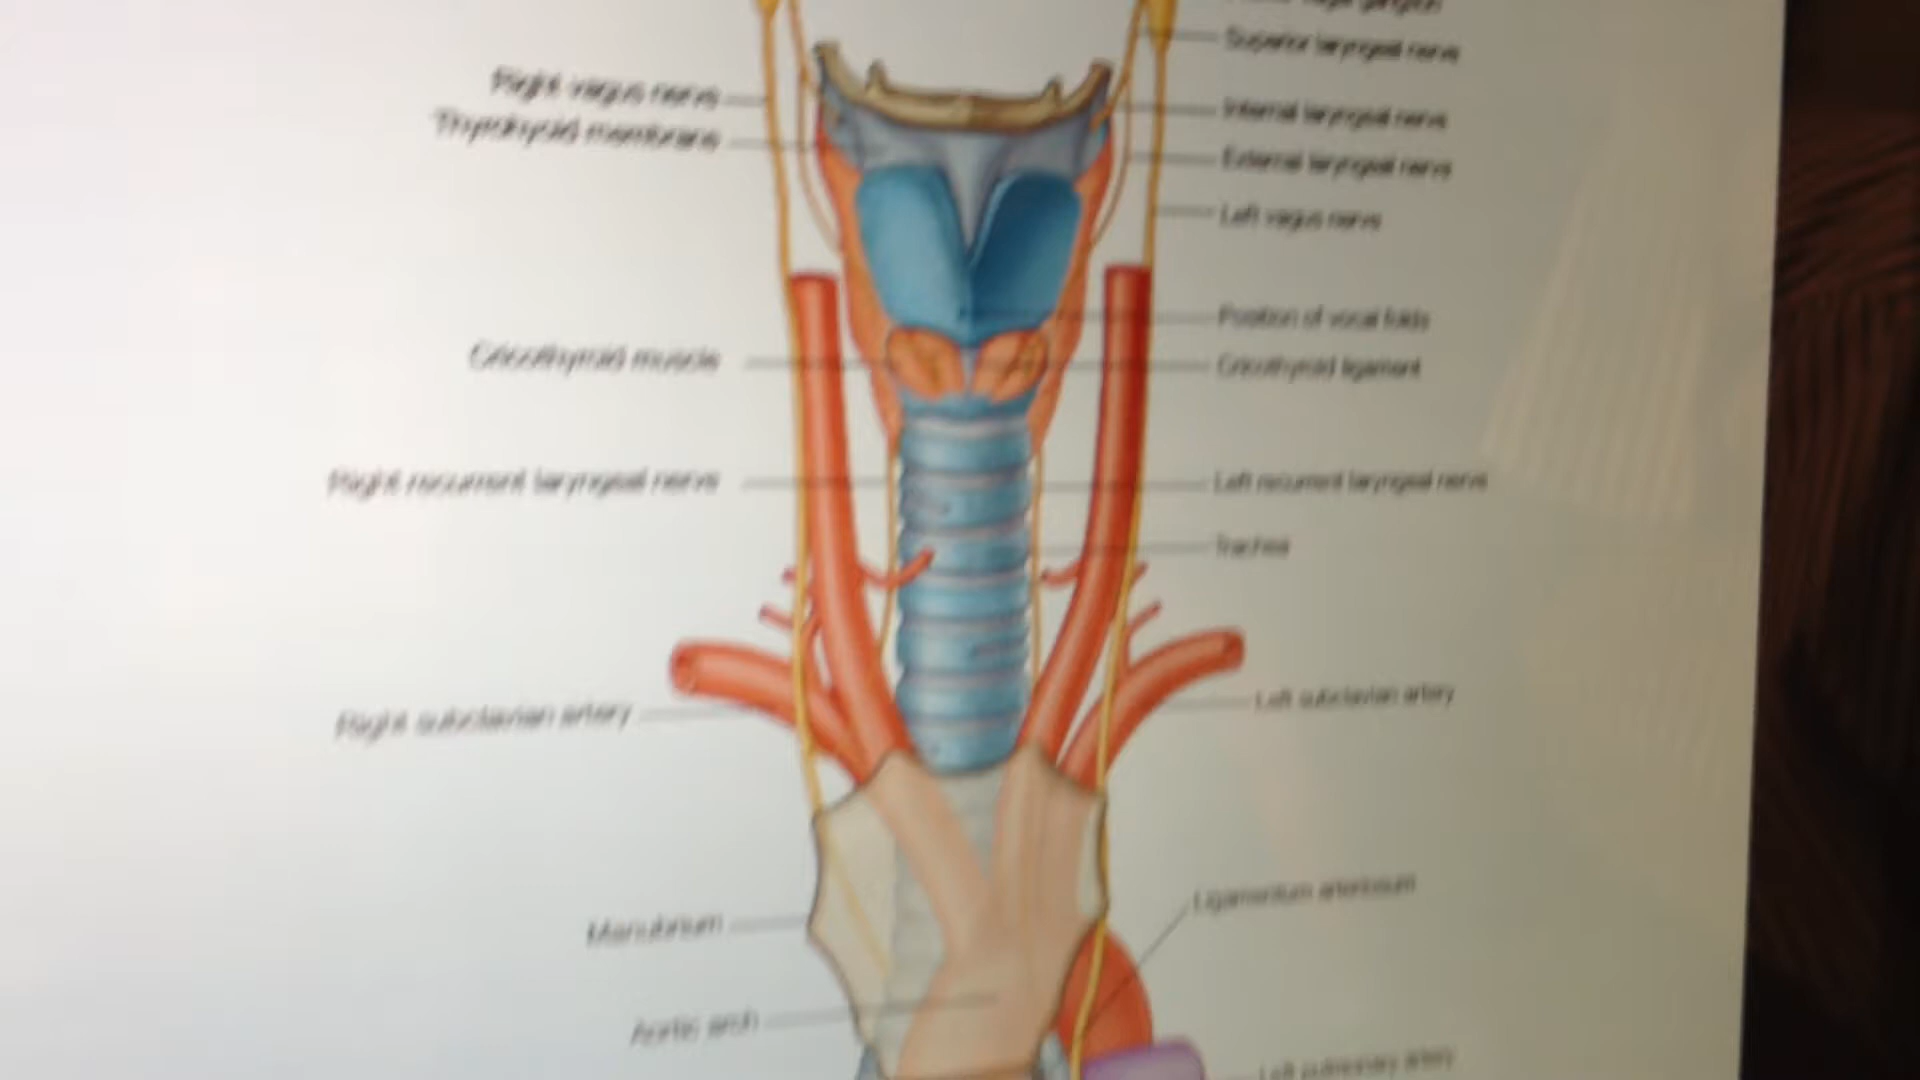 Superior laryngeal nerve
Right vagus nerve
Thyrohyoid membrane
Internal laryngeal nerve
External laryngeal nerve
Left vagus nerve
Position of vocal folds
Cricothyroid muscle
Cricothyroid ligament
Right recurrent laryngeal nerve
Left recurrent laryngeal nerve
Trachea
Right subclavian artery
Left subclavian artery
Ligamentum arteriosum
Manubrium
Aortic arch
Left pulmonary artery